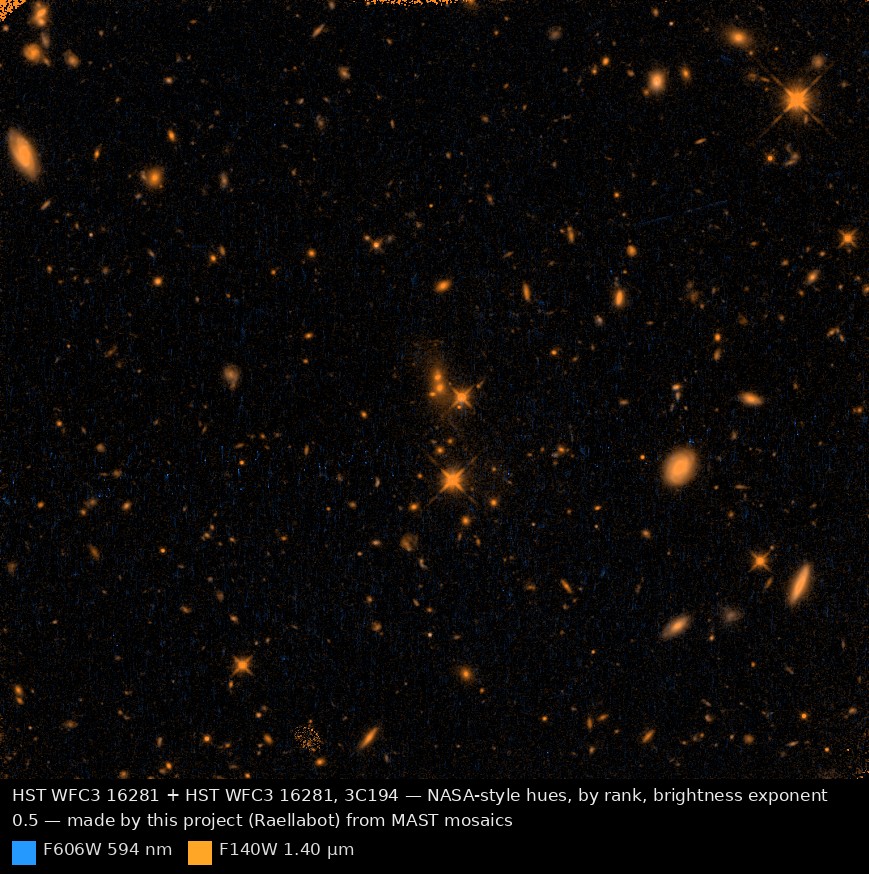 HST WFC3 16281 + HST WFC3 16281, 3C194 — NASA-style hues, by rank, brightness exponent
0.5 — made by this project (Raellabot) from MAST mosaics
F606W 594 nm F140W 1.40 µm